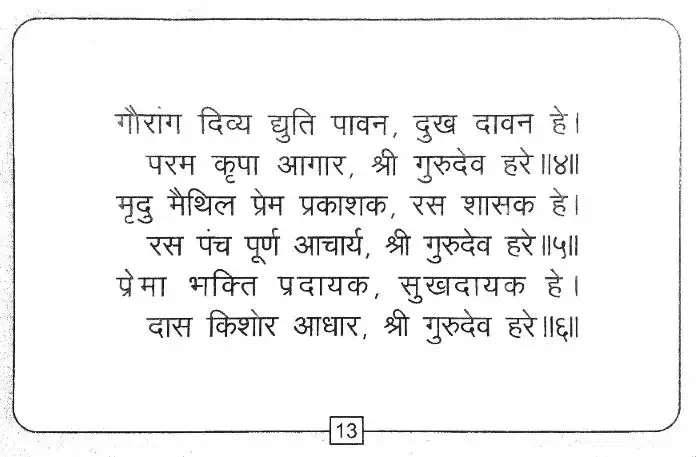 गौरांग दिव्य द्युति पावन, दुख दावन हे।
परम कृपा आगार, श्री गुरुदेव हरे॥४॥
मृदु मैथिल प्रेम प्रकाशक, रस शासक हे।
रस पंच पूर्ण आचार्य, श्री गुरुदेव हरे॥५॥
प्रेमा भक्ति प्रदायक, सुखदायक हे।
दास किशोर आधार, श्री गुरुदेव हरे॥६॥
13